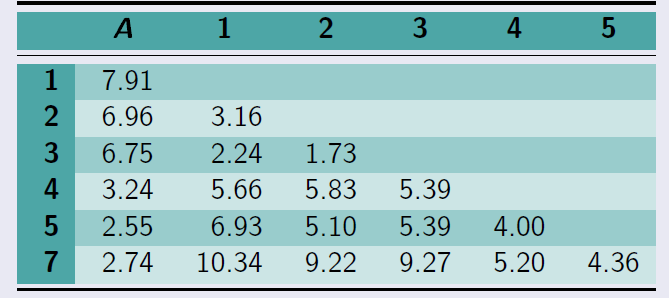 A 1 2 3 4 5
1 7.91
2 6.96 3.16
3 6.75 2.24 1.73
4 3.24 5.66 5.83 5.39
5 2.55 6.93 5.10 5.39 4.00
7 2.74 10.34 9.22 9.27 5.20 4.36